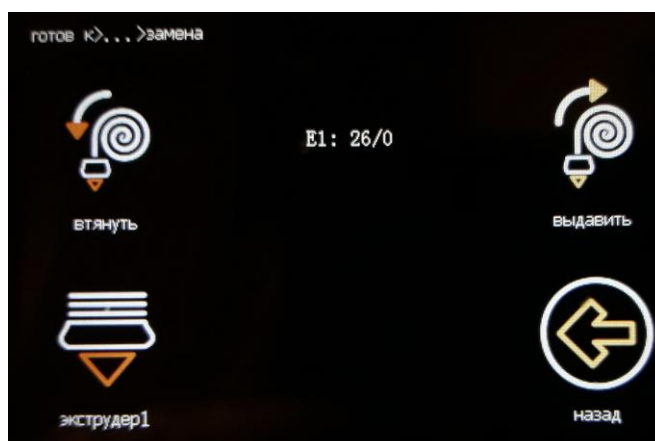 готов к>...>замена
E1: 26/0
втянуть
выдавить
экструдер1
назад